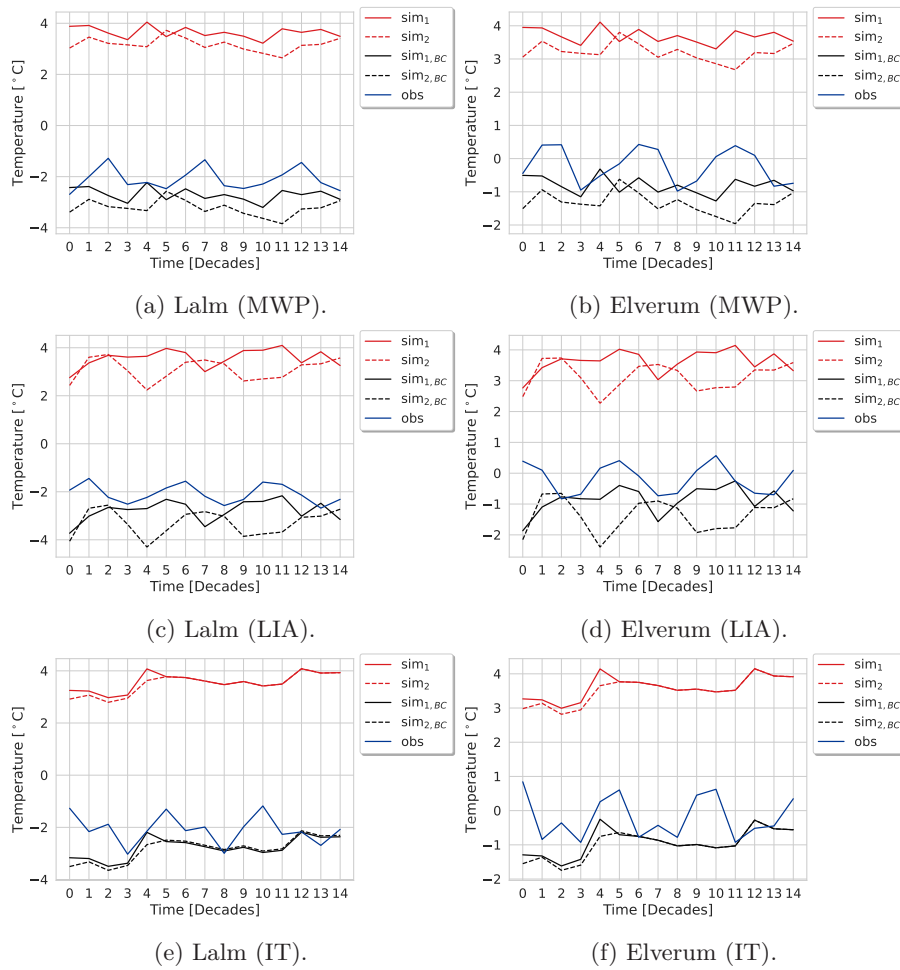 4
2
0
−2
−4
Temperature [°C]
0 1 2 3 4 5 6 7 8 9 10 11 12 13 14
Time [Decades]
sim1
sim2
sim1,BC
sim2,BC
obs
4
3
2
1
0
−1
−2
Temperature [°C]
0 1 2 3 4 5 6 7 8 9 10 11 12 13 14
Time [Decades]
sim1
sim2
sim1,BC
sim2,BC
obs
(a) Lalm (MWP).
(b) Elverum (MWP).
4
2
0
−2
−4
Temperature [°C]
0 1 2 3 4 5 6 7 8 9 10 11 12 13 14
Time [Decades]
sim1
sim2
sim1,BC
sim2,BC
obs
4
3
2
1
0
−1
−2
Temperature [°C]
0 1 2 3 4 5 6 7 8 9 10 11 12 13 14
Time [Decades]
sim1
sim2
sim1,BC
sim2,BC
obs
(c) Lalm (LIA).
(d) Elverum (LIA).
4
2
0
−2
−4
Temperature [°C]
0 1 2 3 4 5 6 7 8 9 10 11 12 13 14
Time [Decades]
sim1
sim2
sim1,BC
sim2,BC
obs
4
3
2
1
0
−1
−2
Temperature [°C]
0 1 2 3 4 5 6 7 8 9 10 11 12 13 14
Time [Decades]
sim1
sim2
sim1,BC
sim2,BC
obs
(e) Lalm (IT).
(f) Elverum (IT).